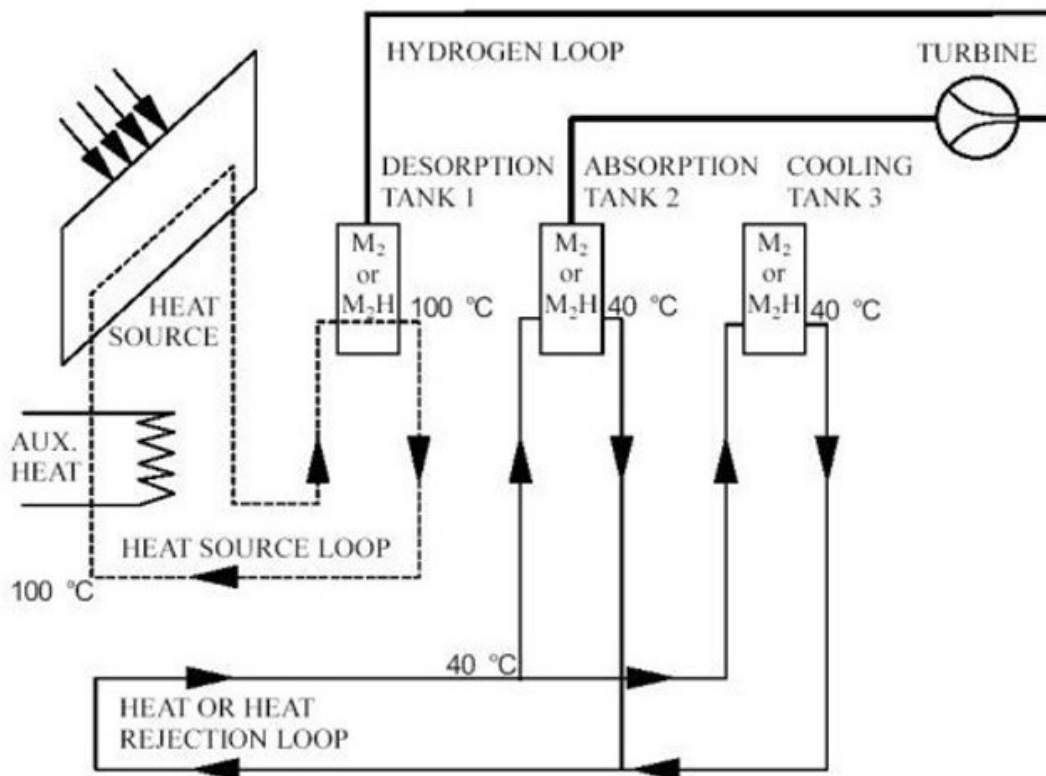 HYDROGEN LOOP
TURBINE
DESORPTION
TANK 1
ABSORPTION
TANK 2
COOLING
TANK 3
M₂
or
M₂H
100 °C
M₂
or
M₂H
40 °C
M₂
or
M₂H
40 °C
HEAT
SOURCE
AUX.
HEAT
HEAT SOURCE LOOP
100 °C
40 °C
HEAT OR HEAT
REJECTION LOOP